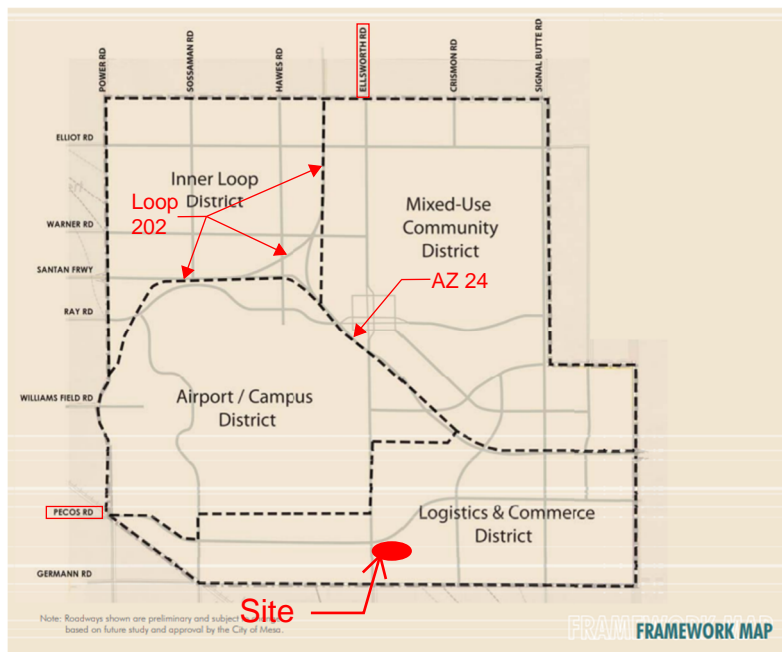 POWER RD
SOSSAMAN RD
HAWES RD
ELLSWORTH RD
CRISMON RD
SIGNAL BUTTE RD
ELLIOT RD
Inner Loop
District
Loop
202
Mixed-Use
Community
District
WARNER RD
SANTAN FRWY
AZ 24
RAY RD
WILLIAMS FIELD RD
Airport / Campus
District
PECOS RD
Logistics & Commerce
District
GERMANN RD
Site
Note: Roadways shown are preliminary and subject to
based on future study and approval by the City of Mesa.
FRAMEWORK MAP